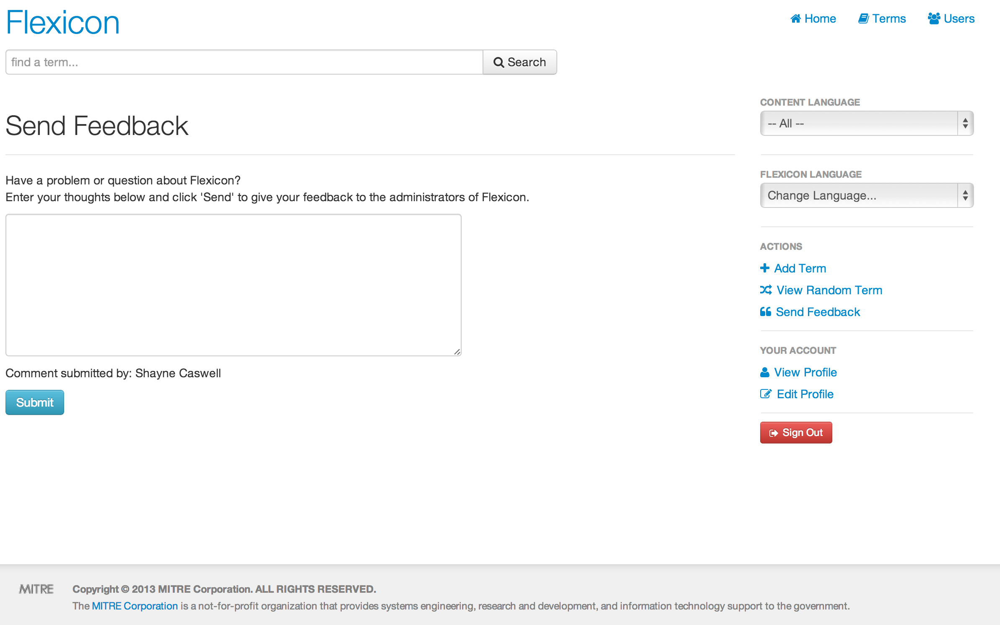 Flexicon
Home Terms Users
find a term... Search
Send Feedback
Have a problem or question about Flexicon?
Enter your thoughts below and click 'Send' to give your feedback to the administrators of Flexicon.
Comment submitted by: Shayne Caswell
Submit
CONTENT LANGUAGE
-- All --
FLEXICON LANGUAGE
Change Language...
ACTIONS
Add Term
View Random Term
Send Feedback
YOUR ACCOUNT
View Profile
Edit Profile
Sign Out
MITRE
Copyright © 2013 MITRE Corporation. ALL RIGHTS RESERVED.
The MITRE Corporation is a not-for-profit organization that provides systems engineering, research and development, and information technology support to the government.